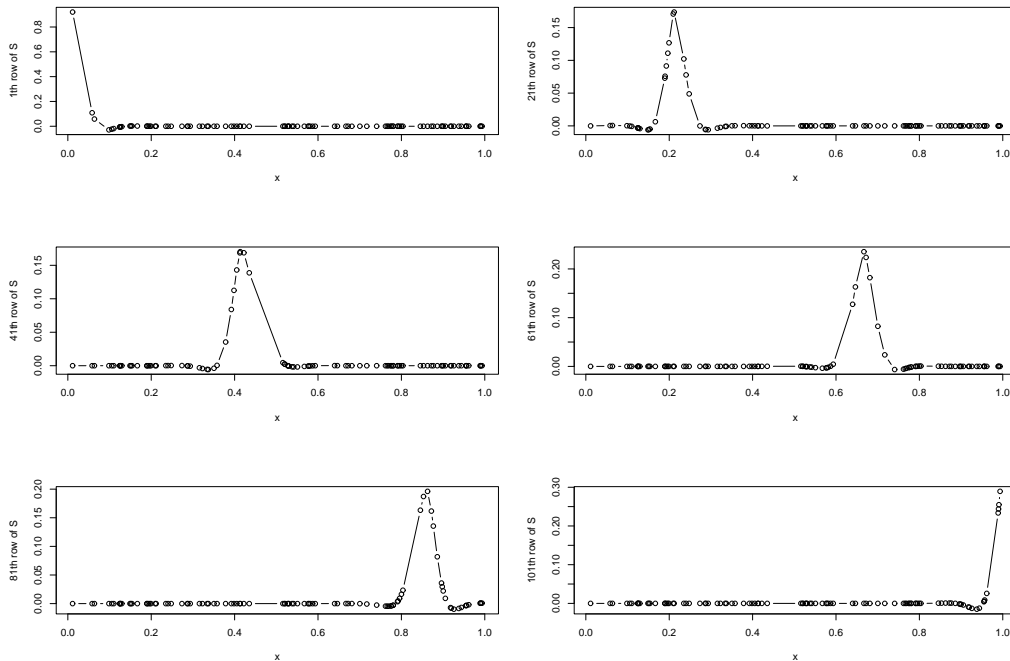 1th row of S
0.0 0.2 0.4 0.6 0.8
0.0 0.2 0.4 0.6 0.8 1.0
x
21th row of S
0.00 0.05 0.10 0.15
0.0 0.2 0.4 0.6 0.8 1.0
x
41th row of S
0.00 0.05 0.10 0.15
0.0 0.2 0.4 0.6 0.8 1.0
x
61th row of S
0.00 0.10 0.20
0.0 0.2 0.4 0.6 0.8 1.0
x
81th row of S
0.00 0.05 0.10 0.15 0.20
0.0 0.2 0.4 0.6 0.8 1.0
x
101th row of S
0.00 0.10 0.20 0.30
0.0 0.2 0.4 0.6 0.8 1.0
x